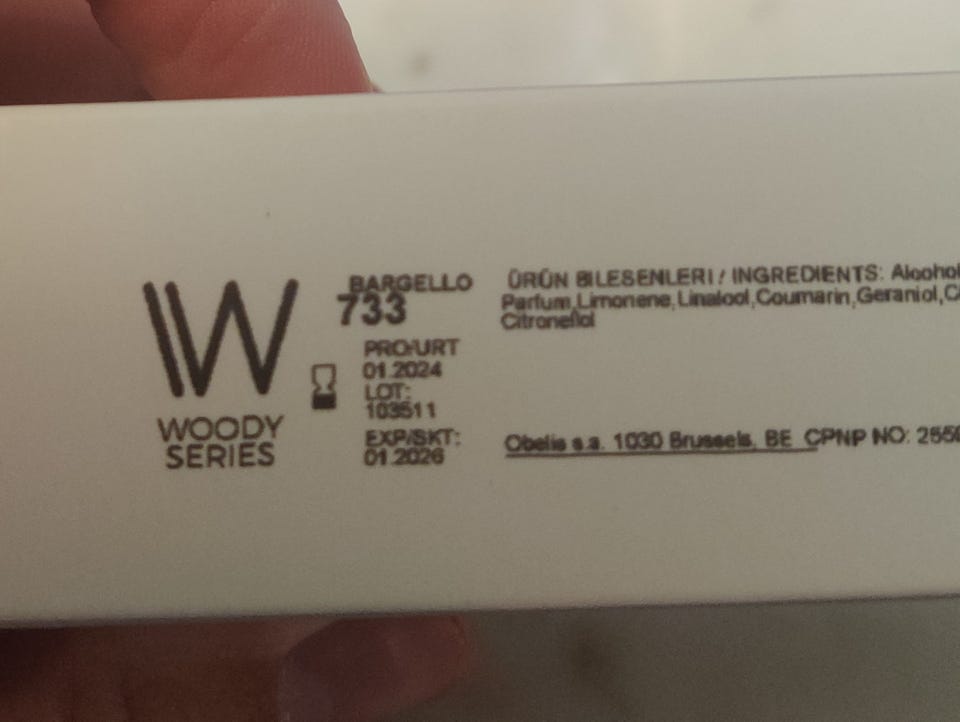 W
WOODY
SERIES
BARGELLO
733
PRO/URT
01.2024
LOT:
103511
EXP/SKT:
01.2026
ÜRÜN BILESENLERI / INGREDIENTS: Alcohol
Parfum,Limonene,Linalool,Coumarin,Geraniol,C
Citronellol
Obelis s.a. 1030 Brussels, BE CPNP NO: 2550